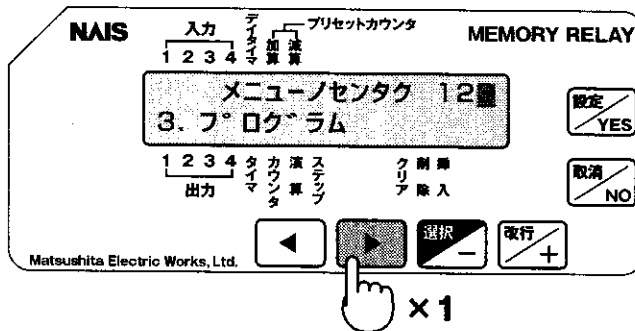 NAIS
MEMORY RELAY
入力
デイタイマ
加算
減算
プリセットカウンタ
1 2 3 4
メニューノセンタク 12
3. プログラム
設定 YES
取消 NO
1 2 3 4
出力
タイマ
カウンタ
演算
ステップ
クリア
削除
挿入
◀
▶
選択 −
改行 +
Matsushita Electric Works, Ltd.
×1